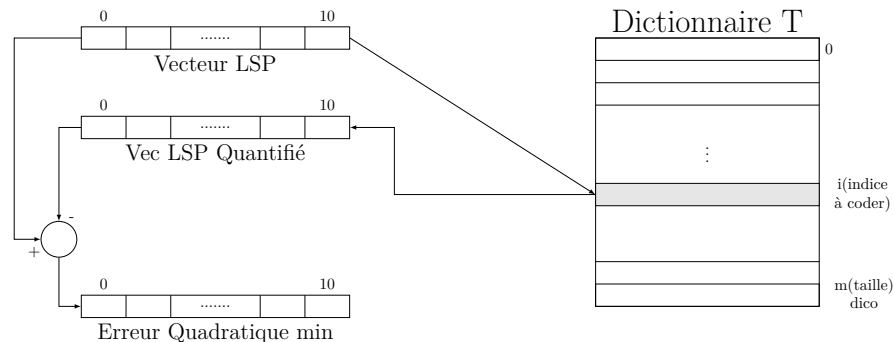 0 10
.......
Vecteur LSP
0 10
.......
Vec LSP Quantifié
-
+
0 10
.......
Erreur Quadratique min
Dictionnaire T
0
⋮
i(indice
à coder)
m(taille)
dico